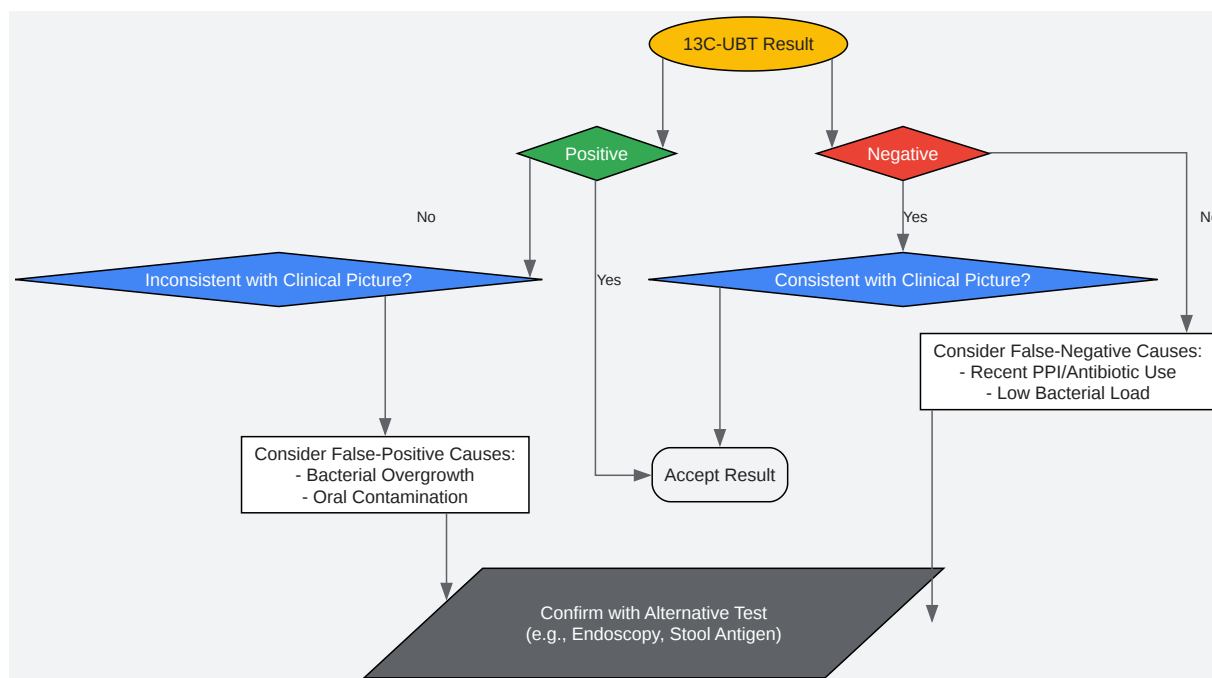 13C-UBT Result
Positive
Negative
No
Yes
Inconsistent with Clinical Picture?
Yes
Consistent with Clinical Picture?
Consider False-Negative Causes:
- Recent PPI/Antibiotic Use
- Low Bacterial Load
Consider False-Positive Causes:
- Bacterial Overgrowth
- Oral Contamination
Accept Result
Confirm with Alternative Test
(e.g., Endoscopy, Stool Antigen)